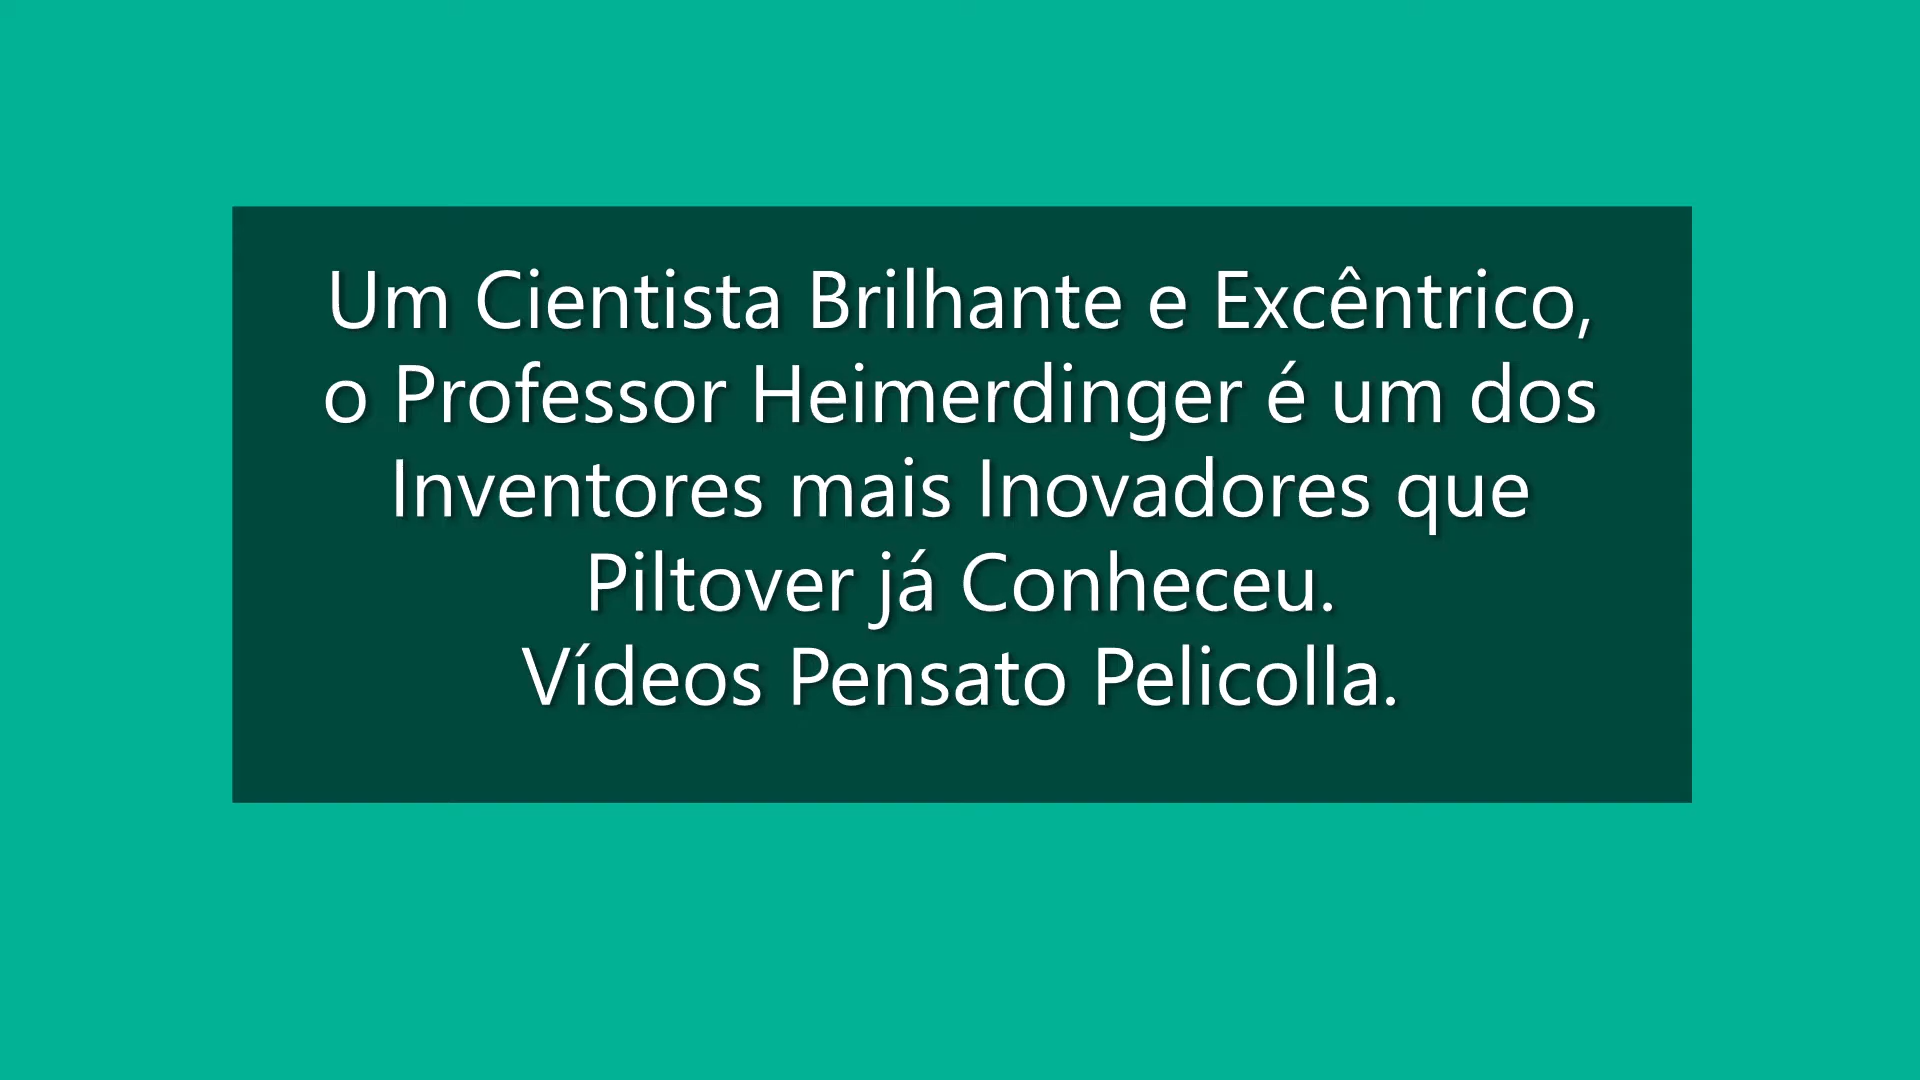 Um Cientista Brilhante e Excêntrico,
o Professor Heimerdinger é um dos
Inventores mais Inovadores que
Piltover já Conheceu.
Vídeos Pensato Pelicolla.